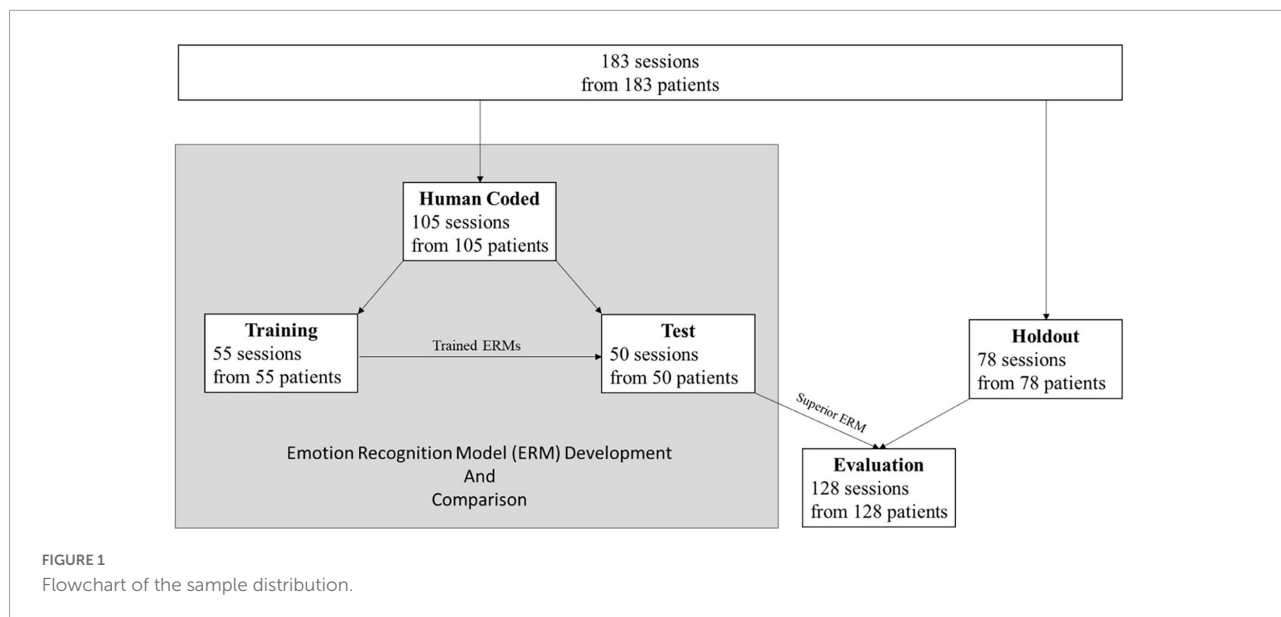 183 sessions
from 183 patients
Human Coded
105 sessions
from 105 patients
Training
55 sessions
from 55 patients
Trained ERMs
Test
50 sessions
from 50 patients
Holdout
78 sessions
from 78 patients
Superior ERM
Emotion Recognition Model (ERM) Development
And
Comparison
Evaluation
128 sessions
from 128 patients
FIGURE 1
Flowchart of the sample distribution.